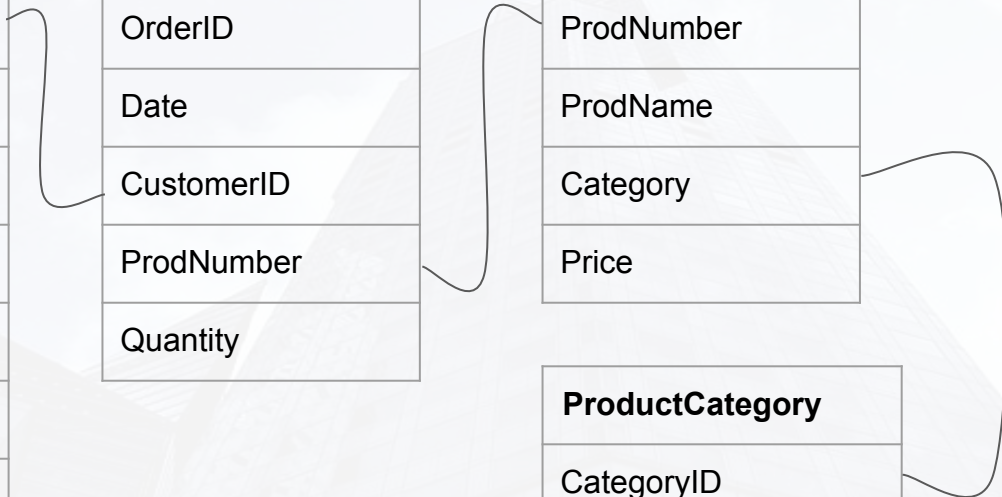 OrderID
Date
CustomerID
ProdNumber
Quantity
ProdNumber
ProdName
Category
Price
ProductCategory
CategoryID